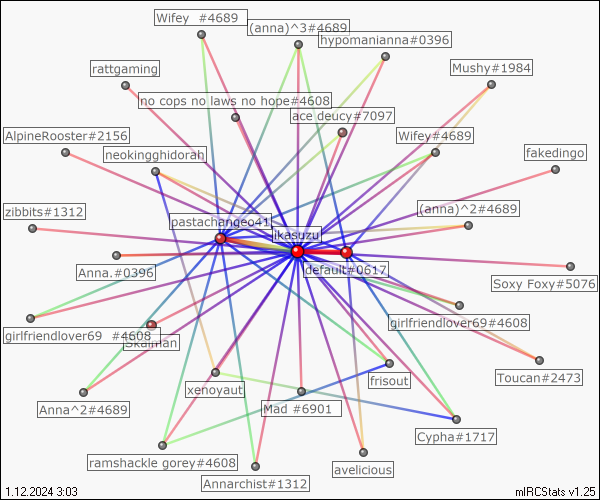 Wifey  #4689
(anna)^3#4689
hypomanianna#0396
rattgaming
Mushy#1984
no cops no laws no hope#4608
ace deucy#7097
AlpineRooster#2156
Wifey#4689
neokingghidorah
fakedingo
zibbits#1312
pastachangeo41
(anna)^2#4689
ikasuzu
Anna.#0396
default#0617
Soxy Foxy#5076
girlfriendlover69#4608
girlfriendlover69  #4608
Toucan#2473
frisout
xenoyaut
Anna^2#4689
Mad #6901
Cypha#1717
ramshackle gorey#4608
avelicious
Annarchist#1312
1.12.2024 3:03
mIRCStats v1.25